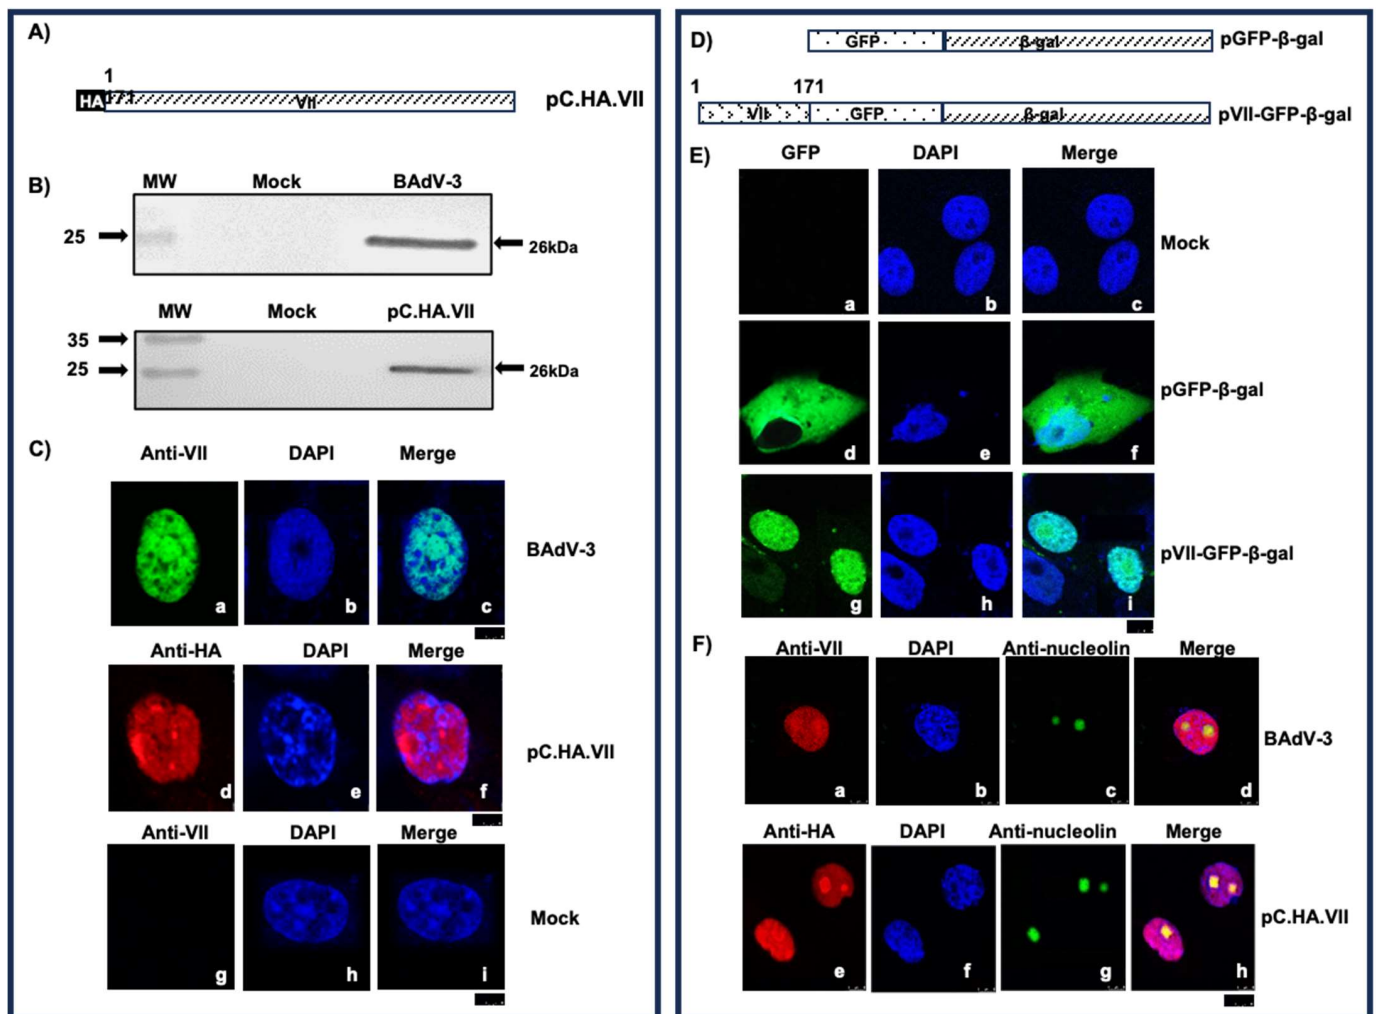 A)
1
HA 171 VII pC.HA.VII
B)
MW Mock BAdV-3
25 26kDa
MW Mock pC.HA.VII
35
25 26kDa
C)
Anti-VII DAPI Merge
a b c BAdV-3
Anti-HA DAPI Merge
d e f pC.HA.VII
Anti-VII DAPI Merge
g h i Mock
D)
GFP β-gal pGFP-β-gal
1 171
VII GFP β-gal pVII-GFP-β-gal
E)
GFP DAPI Merge
a b c Mock
d e f pGFP-β-gal
g h i pVII-GFP-β-gal
F)
Anti-VII DAPI Anti-nucleolin Merge
a b c d BAdV-3
Anti-HA DAPI Anti-nucleolin Merge
e f g h pC.HA.VII